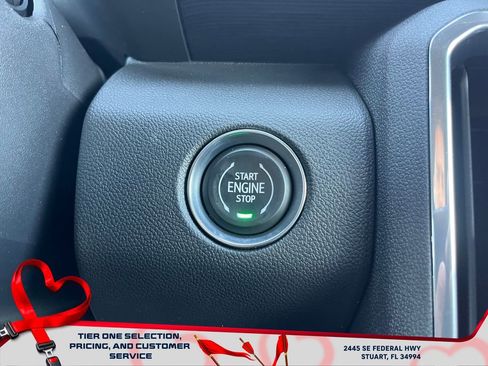 START
ENGINE
STOP
TIER ONE SELECTION,
PRICING, AND CUSTOMER
SERVICE
2445 SE FEDERAL HWY
STUART, FL 34994